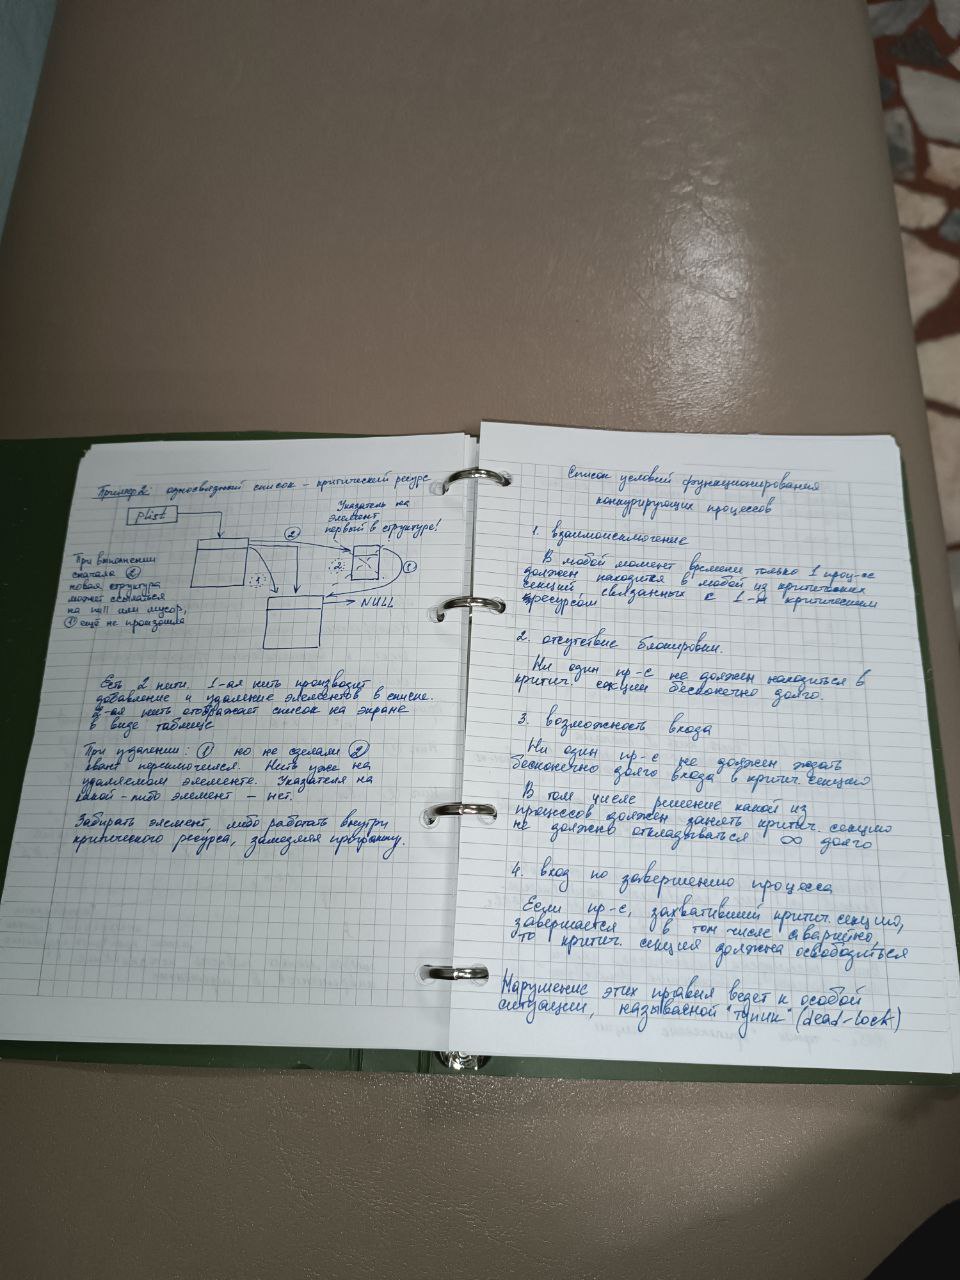 Пример 2: односвязный список - критический ресурс
pList
Указатель на
элемент
первый в структуре!
2
1
2
1
При выполнении
сначала 2
новая структура
может ссылаться
на null или мусор,
1 ещё не произошла
NULL
Есть 2 нити. 1-ая нить производит
добавление и удаление элементов в списке.
2-ая нить отображает список на экране
в виде таблице
При удалении: 1 но не сделали 2
квант переключился. Нить уже на
удаляемом элементе. Указателя на
какой-либо элемент - нет.
Забирать элемент, либо работать внутри
критического ресурса, замедляя программу.
Список условий функционирования
конкурирующих процессов
1. взаимоисключение
В любой момент времени только 1 проц-сс
должен находится в любой из критических
секций связанных с 1-м критическим
ресурсом
2. отсутствие блокировки.
Ни один пр-с не должен находиться в
критич. секции бесконечно долго.
3. возможность входа
Ни один пр-с не должен ждать
бесконечно долго входа в критич. секцию
В том числе решение какой из
процессов должен занять критич. секцию
не должно откладываться ∞ долго
4. вход по завершению процесса
Если пр-с, захвативший критич. секцию,
завершается в том числе аварийно,
то критич. секция должна освободиться
Нарушение этих правил ведет к особой
ситуации, называемой "тупик" (dead-lock)